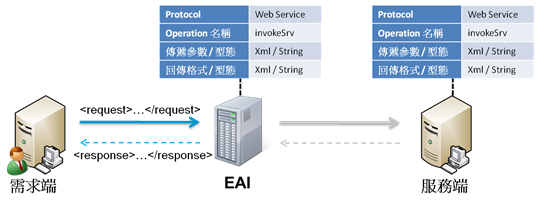 Protocol Web Service
Operation 名稱 invokeSrv
傳遞參數 / 型態 Xml / String
回傳格式 / 型態 Xml / String
Protocol Web Service
Operation 名稱 invokeSrv
傳遞參數 / 型態 Xml / String
回傳格式 / 型態 Xml / String
<request>…</request>
<response>…</response>
需求端
EAI
服務端